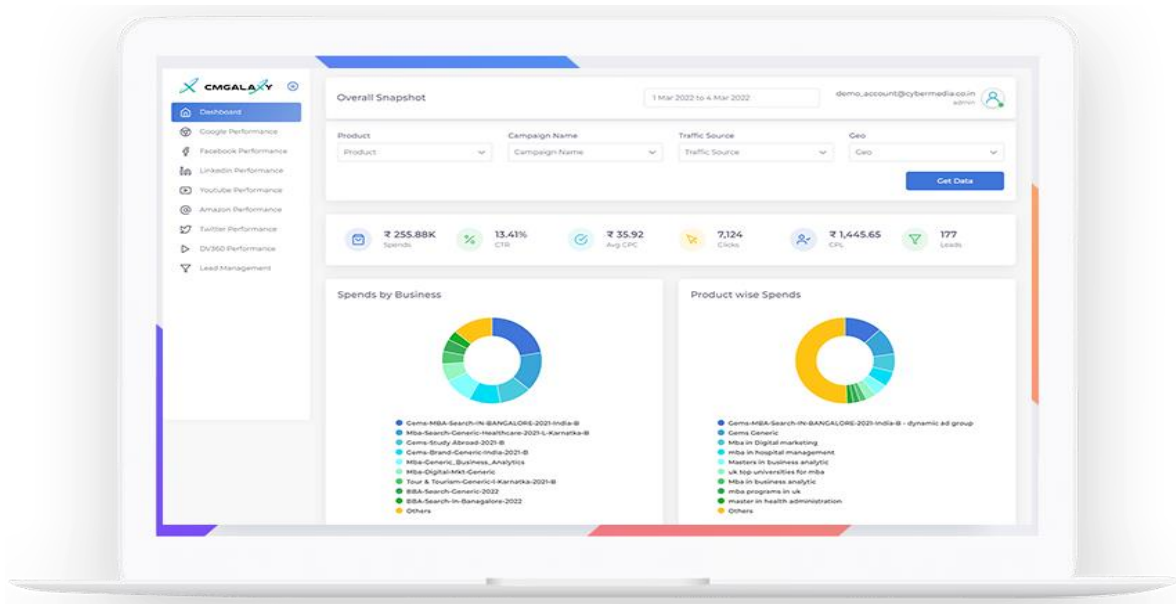 CMGALAXY
Dashboard
Google Performance
Facebook Performance
Linkedin Performance
Youtube Performance
Amazon Performance
Twitter Performance
DV360 Performance
Lead Management
Overall Snapshot
1 Mar 2022 to 4 Mar 2022
demo_account@cybermedia.co.in
admin
Product
Campaign Name
Traffic Source
Geo
Product
Campaign Name
Traffic Source
Geo
Get Data
₹ 255.88K
Spends
13.41%
CTR
₹ 35.92
Avg CPC
7,124
Clicks
₹ 1,445.65
CPL
177
Leads
Spends by Business
Gems-MBA-Search-IN-BANGALORE-2021-India-B
Mba-Search-Generic-Healthcare-2021-L-Karnatka-B
Gems-Study Abroad-2021-B
Gems-Brand-Generic-India-2021-B
Mba-Generic_Business_Analytics
Mba-Digital-Mkt-Generic
Tour & Tourism-Generic-I-Karnatka-2021-B
BBA-Search-Generic-2022
BBA-Search-In-Banagalore-2022
Others
Product wise Spends
Gems-MBA-Search-IN-BANGALORE-2021-India-B - dynamic ad group
Gems Generic
Mba in Digital marketing
mba in hospital management
Masters in business analytic
uk top universities for mba
Mba in business analytic
mba programs in uk
master in health administration
Others